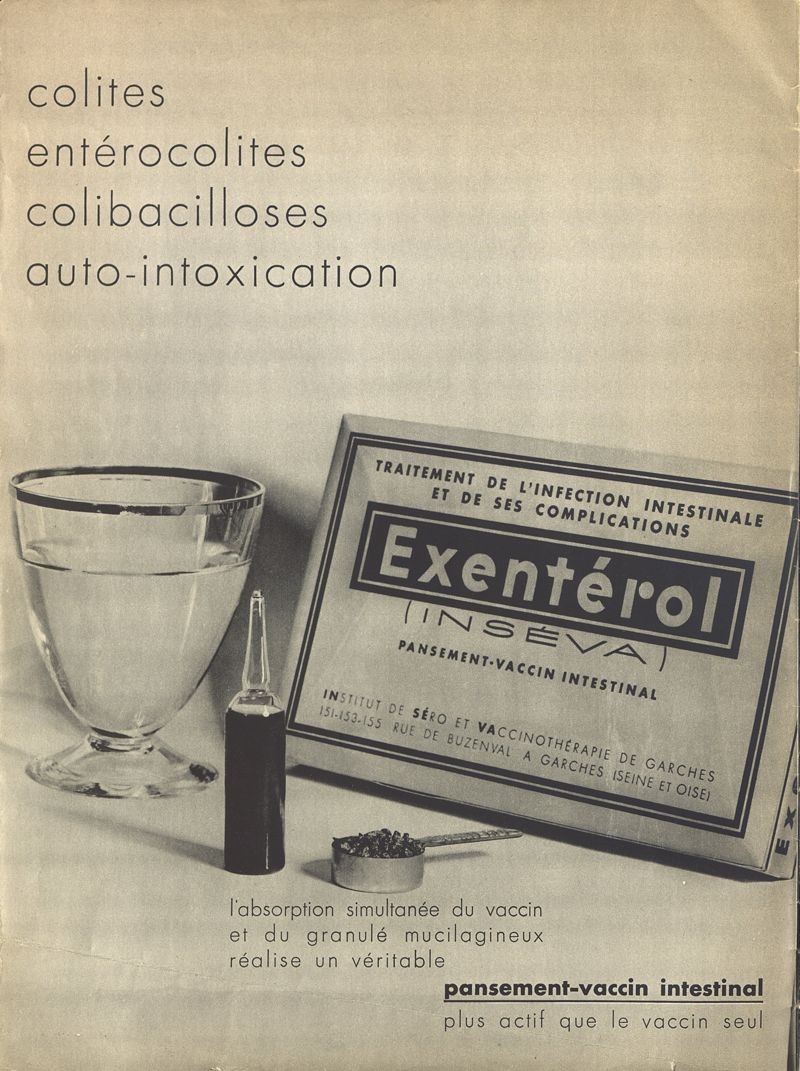 colites
entérocolites
colibacilloses
auto-intoxication
TRAITEMENT DE L'INFECTION INTESTINALE
ET DE SES COMPLICATIONS
Exentérol
(INSÉVA)
PANSEMENT-VACCIN INTESTINAL
INSTITUT DE SÉRO ET VACCINOTHÉRAPIE DE GARCHES
151-153-155 RUE DE BUZENVAL A GARCHES (SEINE ET OISE)
EXE
l'absorption simultanée du vaccin
et du granulé mucilagineux
réalise un véritable
pansement-vaccin intestinal
plus actif que le vaccin seul